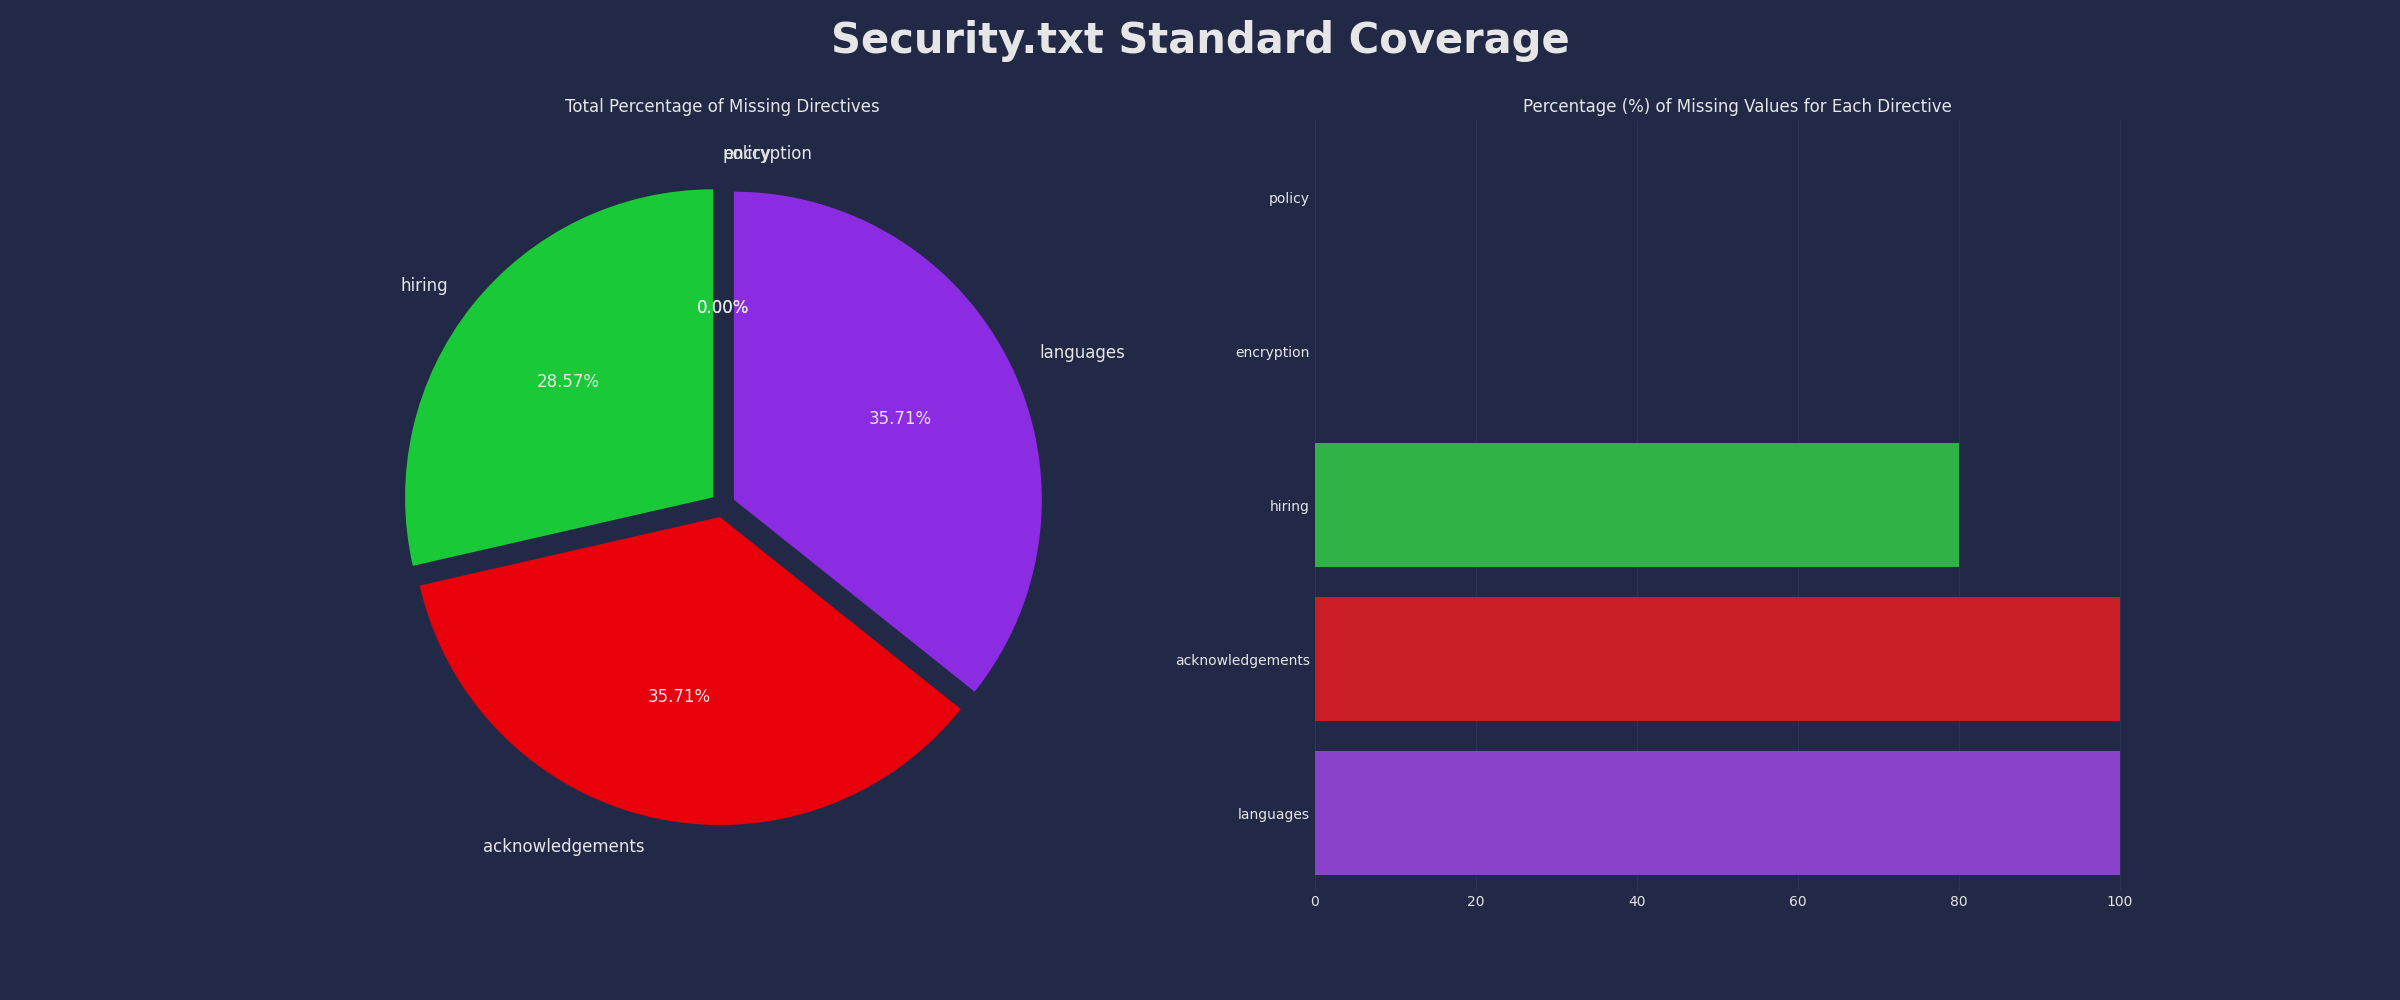 Security.txt Standard Coverage
Total Percentage of Missing Directives
policy
encryption
hiring
0.00%
languages
28.57%
35.71%
35.71%
acknowledgements
Percentage (%) of Missing Values for Each Directive
policy
encryption
hiring
acknowledgements
languages
0 20 40 60 80 100